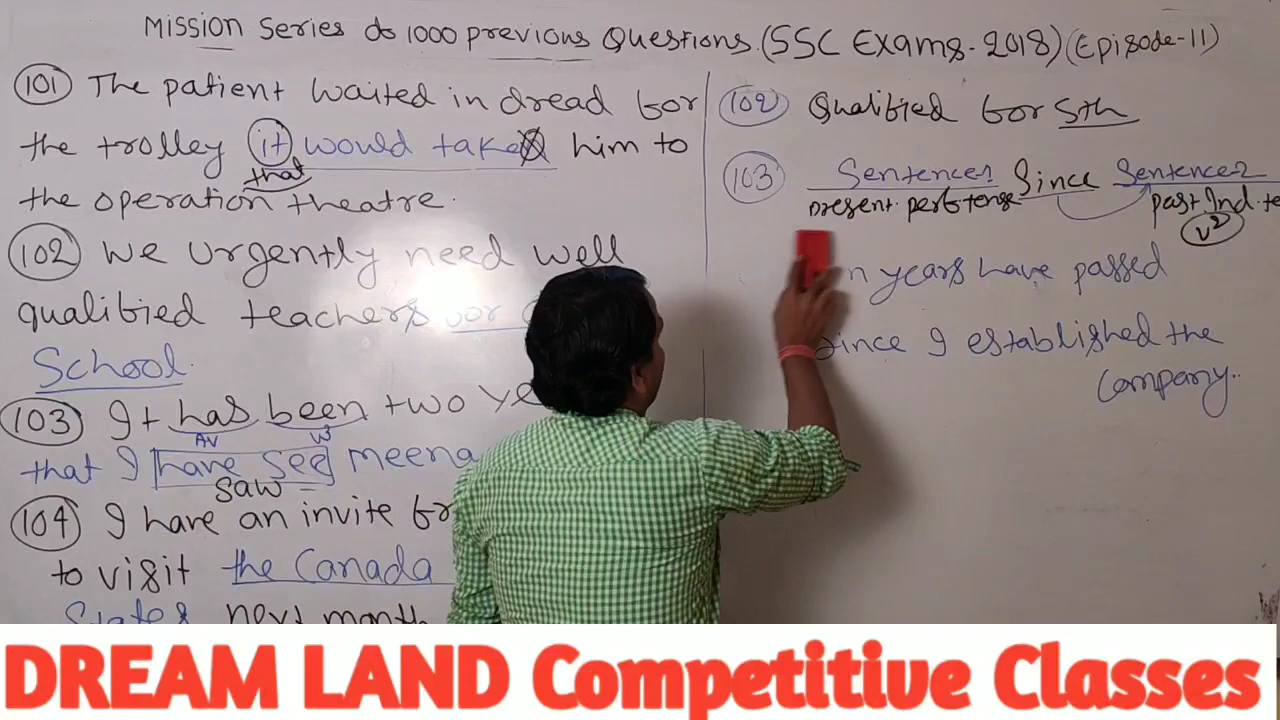 Mission Series do 1000 previous Questions. (SSC Exams-2018) (Episode-11)
101 The patient waited in dread for
the trolley it would take him to
that
the operation theatre.
102 We urgently need well
qualified teachers
School.
103 It has been two
AV V3
that I have see meena
saw
104 I have an invite
to visit the Canada
States next month
102 Qualified for Sth
103 Sentence1 Since Sentence2
present. perf tense past Ind. te
V2
years have passed
Since I established the
Company..
DREAM LAND Competitive Classes